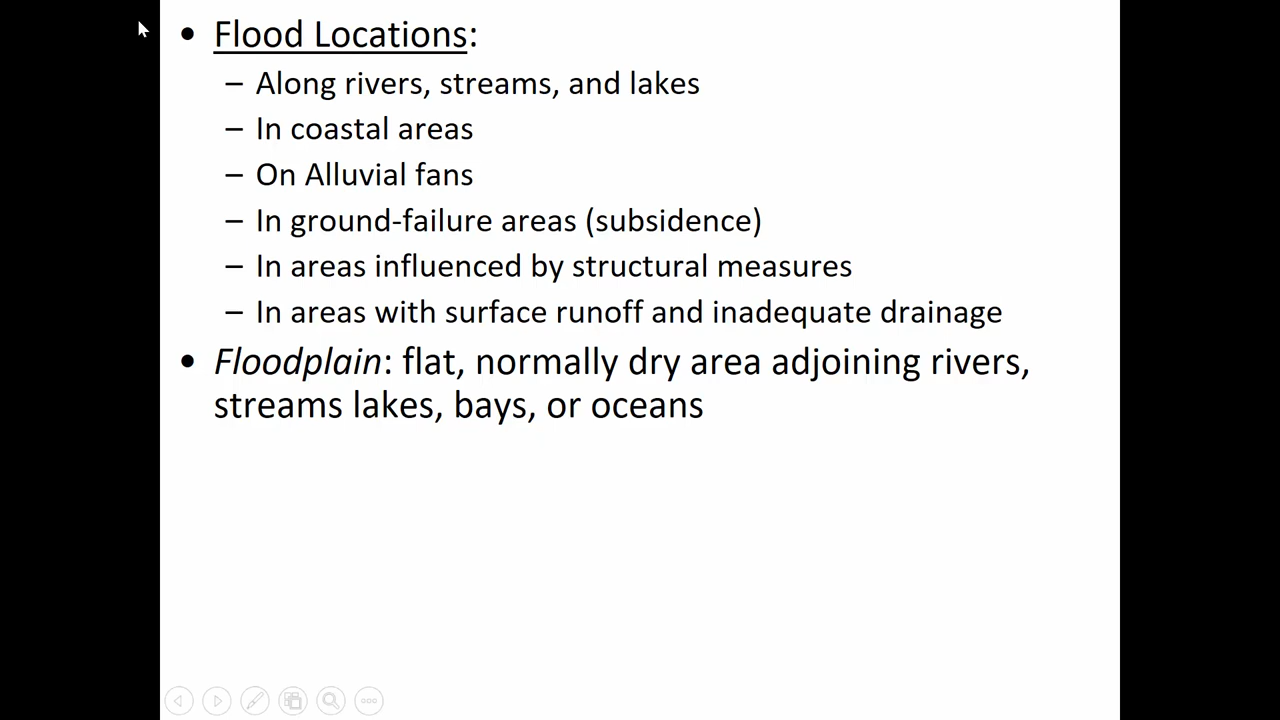 • Flood Locations:
– Along rivers, streams, and lakes
– In coastal areas
– On Alluvial fans
– In ground-failure areas (subsidence)
– In areas influenced by structural measures
– In areas with surface runoff and inadequate drainage
• Floodplain: flat, normally dry area adjoining rivers,
streams lakes, bays, or oceans